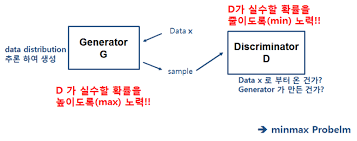 D가 실수할 확률을
줄이도록(min) 노력!!
data distribution
추론 하여 생성
Generator
G
Data x
sample
Discriminator
D
D 가 실수할 확률을
높이도록(max) 노력!!
Data x 로 부터 온 건가?
Generator 가 만든 건가?
➔ minmax Probelm